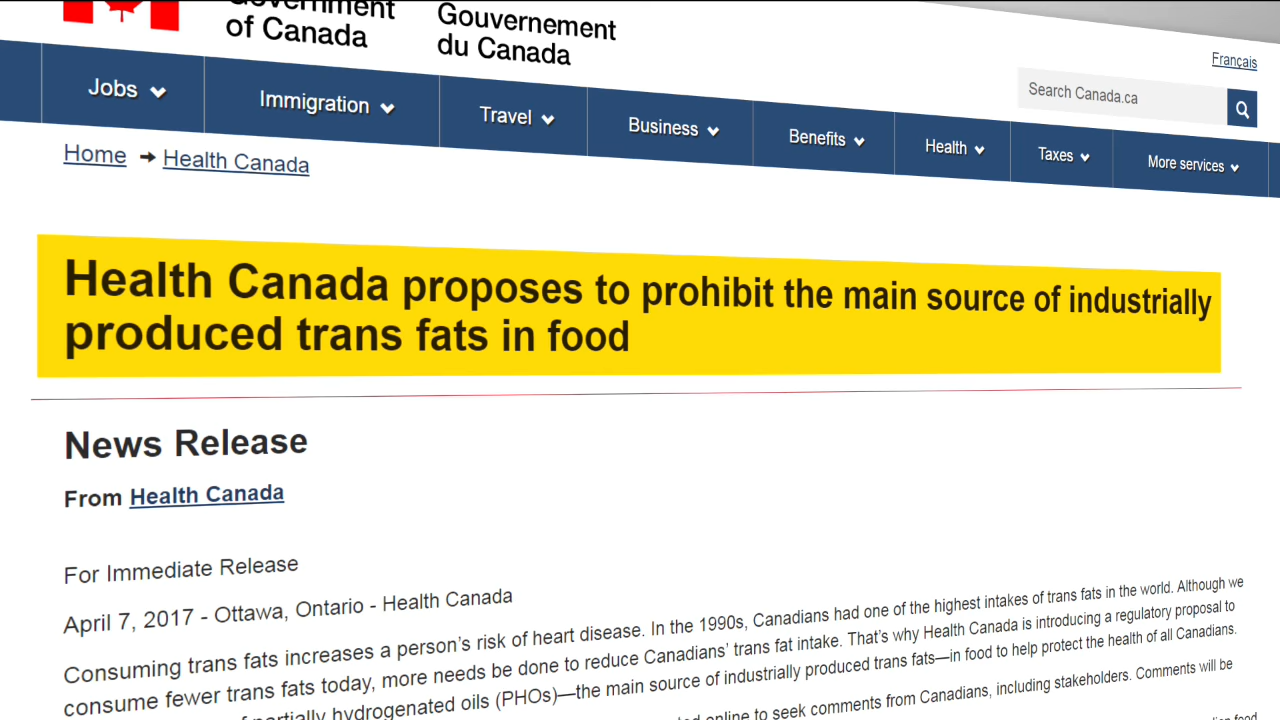 Government
of Canada
Gouvernement
du Canada
Français
Search Canada.ca
Jobs
Immigration
Travel
Business
Benefits
Health
Taxes
More services
Home ➝ Health Canada
Health Canada proposes to prohibit the main source of industrially
produced trans fats in food
News Release
From Health Canada
For Immediate Release
April 7, 2017 - Ottawa, Ontario - Health Canada
Consuming trans fats increases a person’s risk of heart disease. In the 1990s, Canadians had one of the highest intakes of trans fats in the world. Although we
consume fewer trans fats today, more needs be done to reduce Canadians’ trans fat intake. That’s why Health Canada is introducing a regulatory proposal to
partially hydrogenated oils (PHOs)—the main source of industrially produced trans fats—in food to help protect the health of all Canadians.
online to seek comments from Canadians, including stakeholders. Comments will be
food